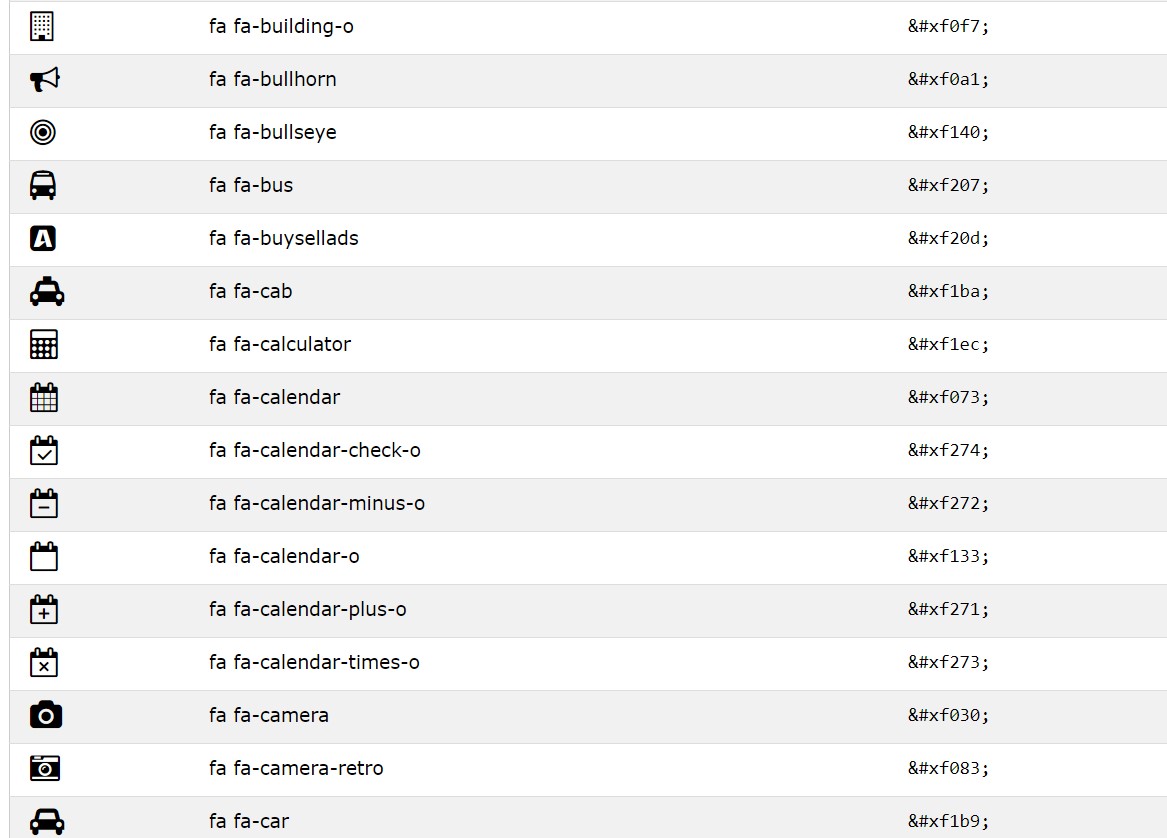 fa fa-building-o &#xf0f7;
fa fa-bullhorn &#xf0a1;
fa fa-bullseye &#xf140;
fa fa-bus &#xf207;
fa fa-buysellads &#xf20d;
fa fa-cab &#xf1ba;
fa fa-calculator &#xf1ec;
fa fa-calendar &#xf073;
fa fa-calendar-check-o &#xf274;
fa fa-calendar-minus-o &#xf272;
fa fa-calendar-o &#xf133;
fa fa-calendar-plus-o &#xf271;
fa fa-calendar-times-o &#xf273;
fa fa-camera &#xf030;
fa fa-camera-retro &#xf083;
fa fa-car &#xf1b9;